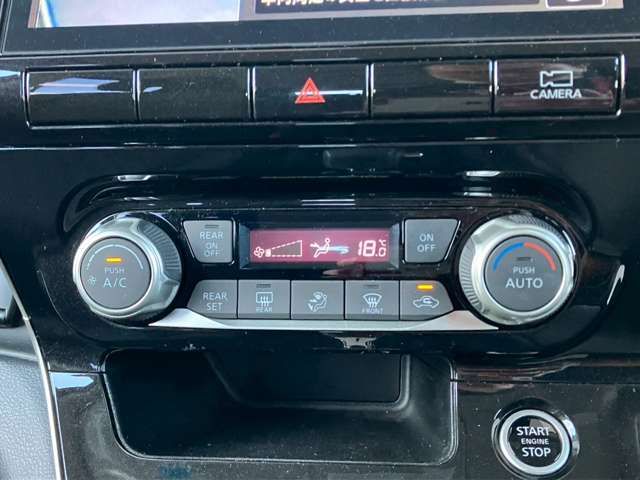 CAMERA
REAR
ON
OFF
18.0
°C
ON
OFF
PUSH
A/C
PUSH
AUTO
REAR
SET
REAR
FRONT
START
ENGINE
STOP